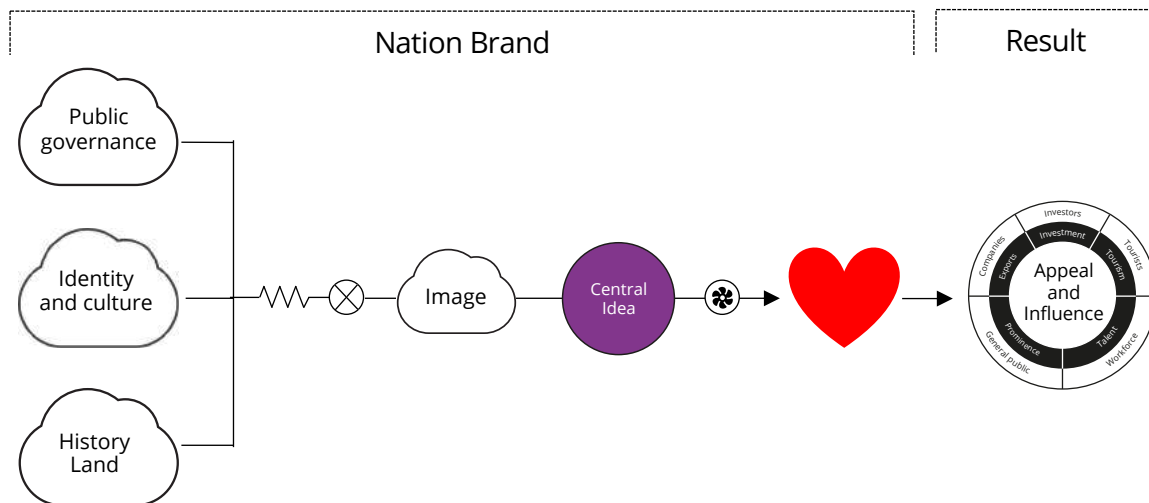 Nation Brand
Result
Public
governance
Identity
and culture
History
Land
Image
Central
Idea
Investors
Tourists
Workforce
General public
Companies
Investment
Tourism
Talent
Prominence
Exports
Appeal
and
Influence